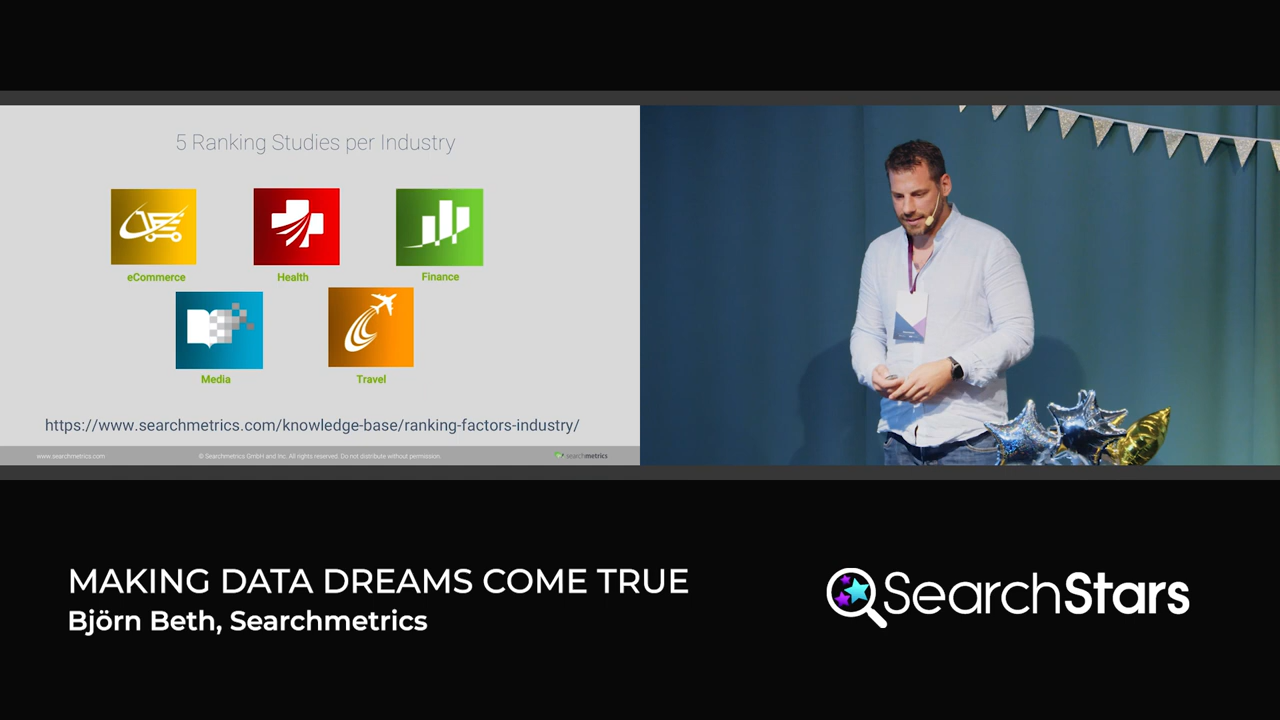 5 Ranking Studies per Industry
eCommerce
Health
Finance
Media
Travel
https://www.searchmetrics.com/knowledge-base/ranking-factors-industry/
www.searchmetrics.com
© Searchmetrics GmbH and Inc. All rights reserved. Do not distribute without permission.
searchmetrics
MAKING DATA DREAMS COME TRUE
Björn Beth, Searchmetrics
SearchStars